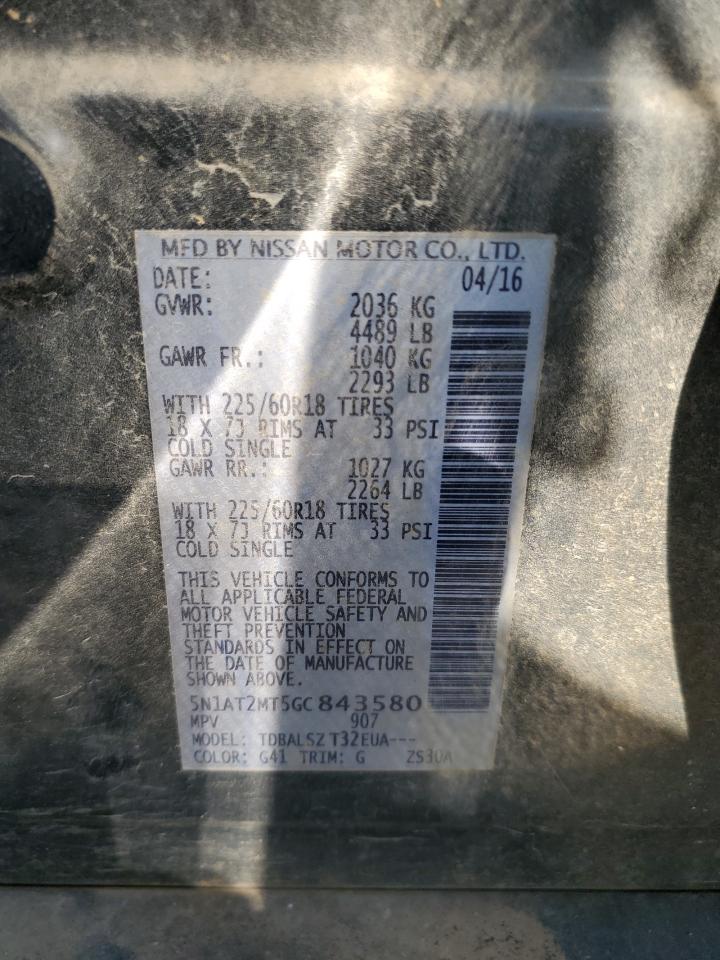 MFD BY NISSAN MOTOR CO., LTD.
DATE: 04/16
GVWR: 2036 KG
4489 LB
GAWR FR.: 1040 KG
2293 LB
WITH 225/60R18 TIRES
18 X 7J RIMS AT 33 PSI
COLD SINGLE
GAWR RR.: 1027 KG
2264 LB
WITH 225/60R18 TIRES
18 X 7J RIMS AT 33 PSI
COLD SINGLE
THIS VEHICLE CONFORMS TO
ALL APPLICABLE FEDERAL
MOTOR VEHICLE SAFETY AND
THEFT PREVENTION
STANDARDS IN EFFECT ON
THE DATE OF MANUFACTURE
SHOWN ABOVE.
5N1AT2MT5GC843580
MPV 907
MODEL: TDBALSZ T32EUA---
COLOR: G41 TRIM: G ZS30A